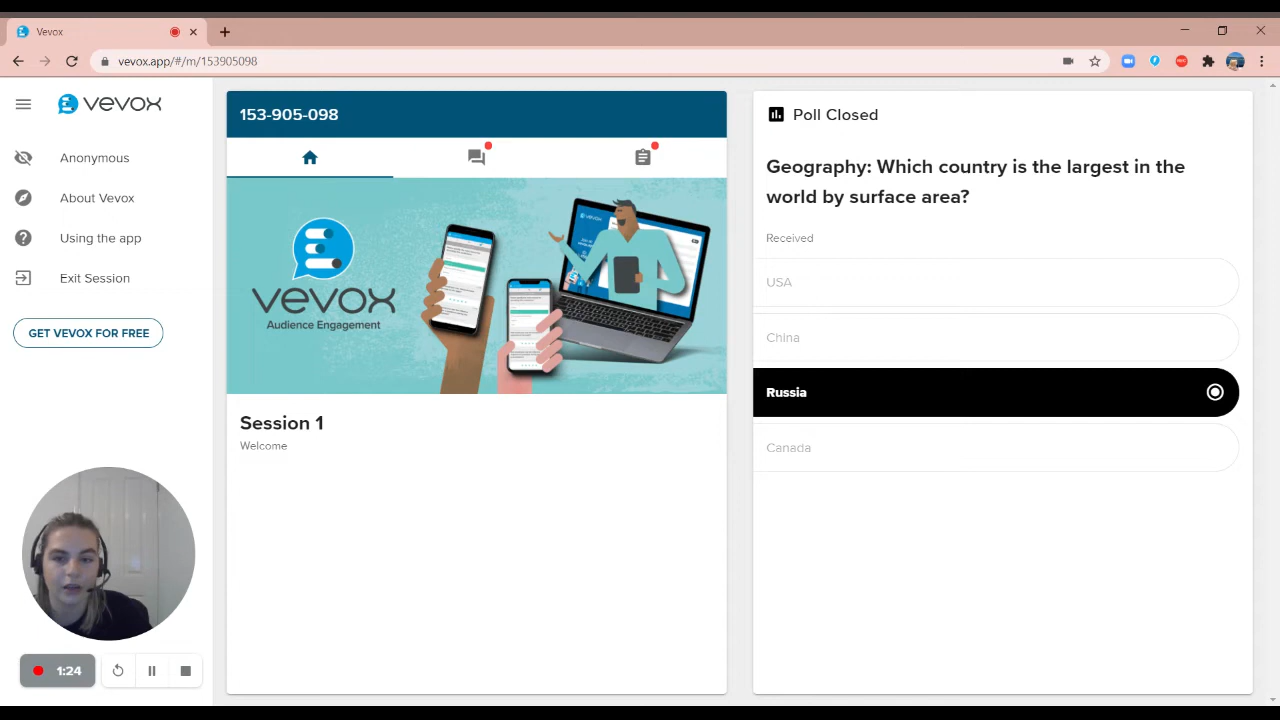 Vevox
vevox.app/#/m/153905098
vevox
Anonymous
About Vevox
Using the app
Exit Session
GET VEVOX FOR FREE
1:24
153-905-098
vevox
Audience Engagement
Session 1
Welcome
Poll Closed
Geography: Which country is the largest in the
world by surface area?
Received
USA
China
Russia
Canada